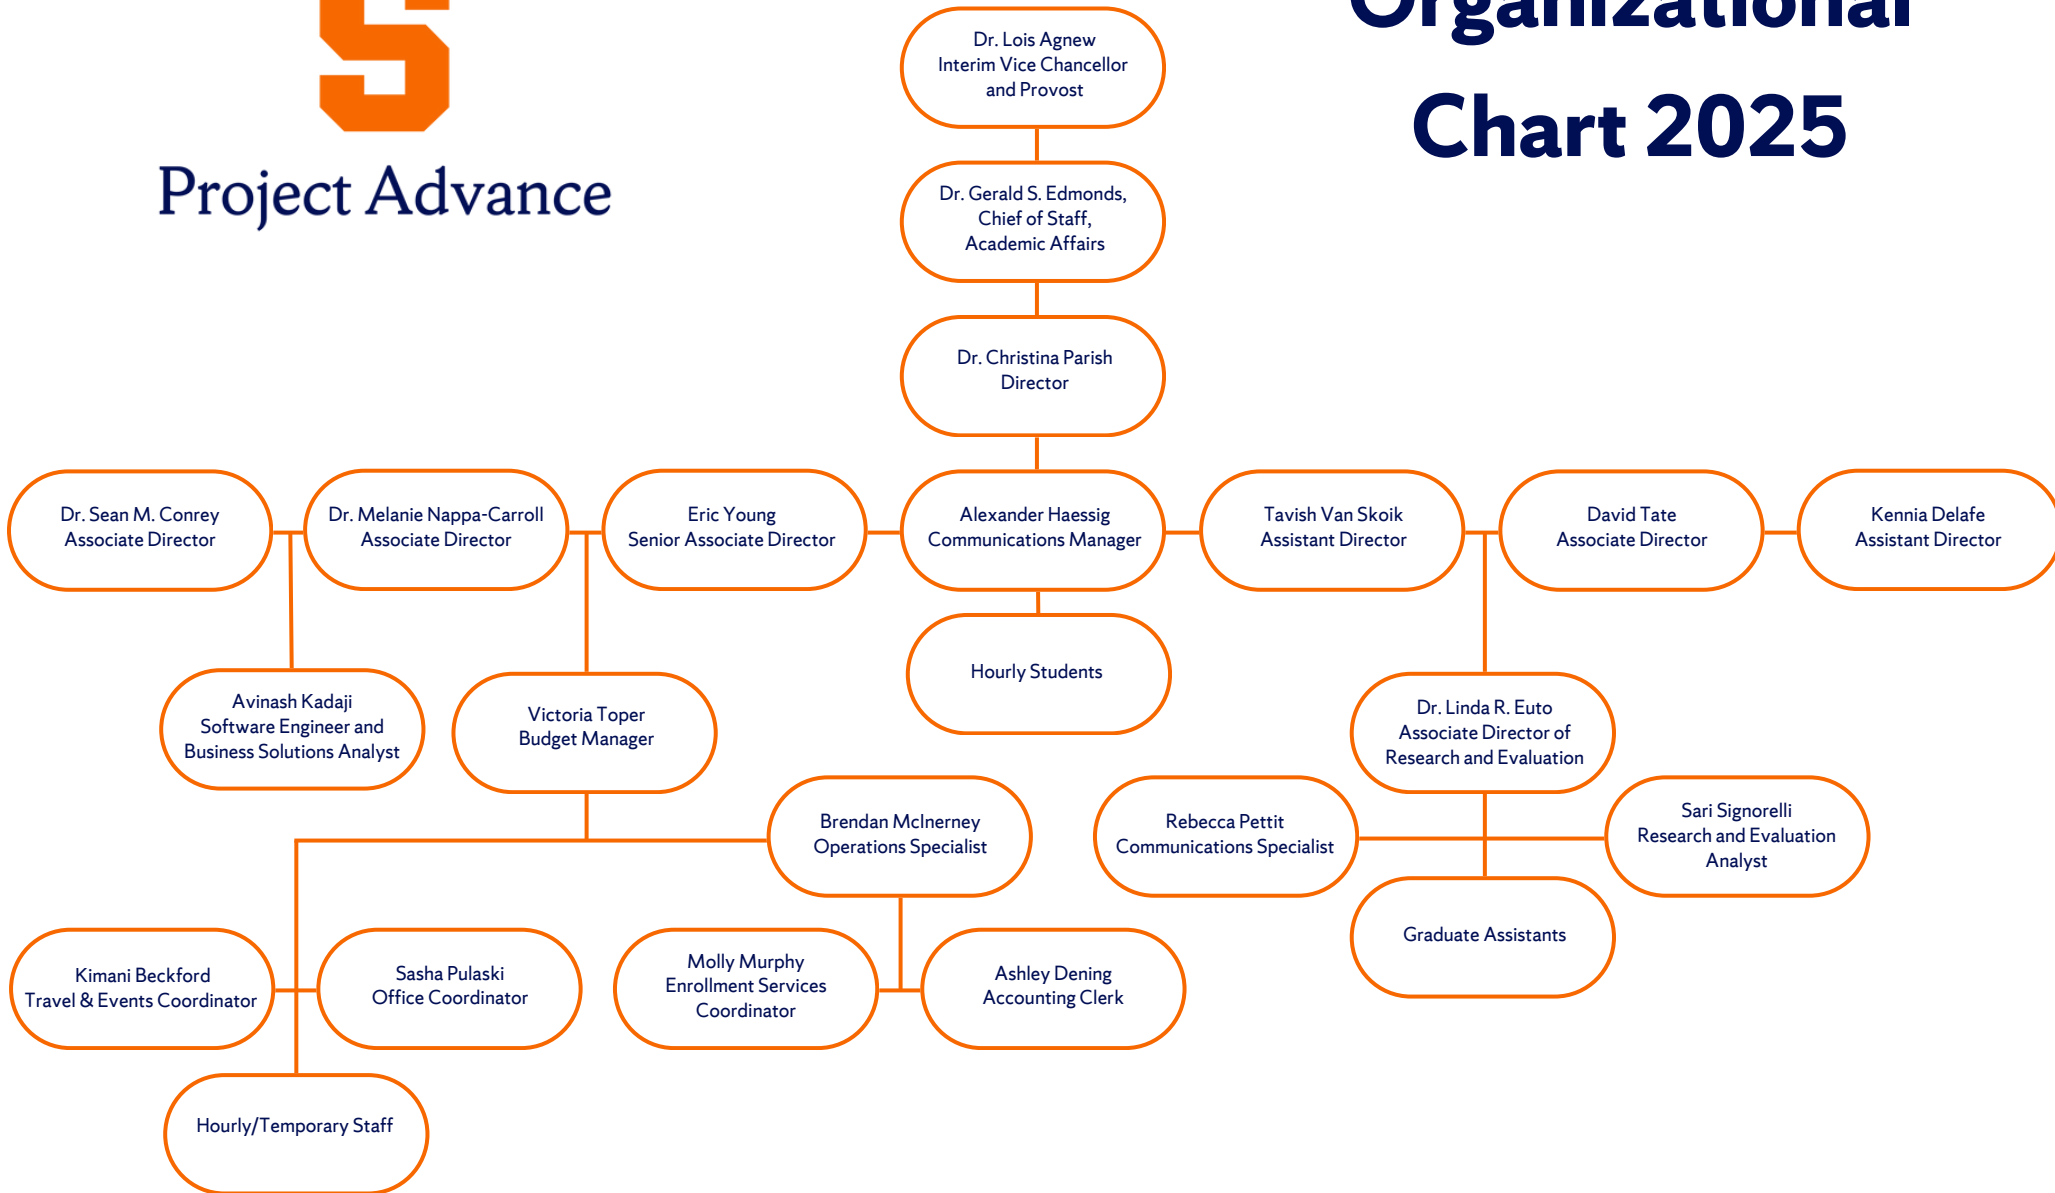 Organizational
Chart 2025
Project Advance
Dr. Lois Agnew
Interim Vice Chancellor
and Provost
Dr. Gerald S. Edmonds,
Chief of Staff,
Academic Affairs
Dr. Christina Parish
Director
Dr. Sean M. Conrey
Associate Director
Dr. Melanie Nappa-Carroll
Associate Director
Eric Young
Senior Associate Director
Alexander Haessig
Communications Manager
Tavish Van Skoik
Assistant Director
David Tate
Associate Director
Kennia Delafe
Assistant Director
Hourly Students
Avinash Kadaji
Software Engineer and
Business Solutions Analyst
Victoria Toper
Budget Manager
Dr. Linda R. Euto
Associate Director of
Research and Evaluation
Brendan McInerney
Operations Specialist
Rebecca Pettit
Communications Specialist
Sari Signorelli
Research and Evaluation
Analyst
Graduate Assistants
Kimani Beckford
Travel & Events Coordinator
Sasha Pulaski
Office Coordinator
Molly Murphy
Enrollment Services
Coordinator
Ashley Dening
Accounting Clerk
Hourly/Temporary Staff